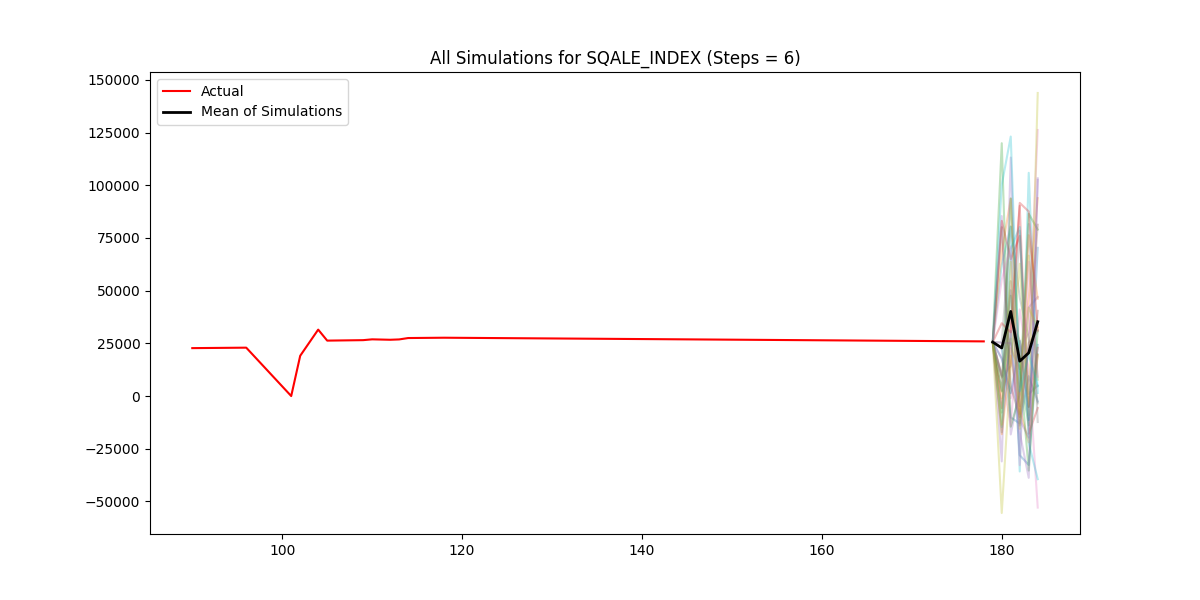 All Simulations for SQALE_INDEX (Steps = 6)
Actual
Mean of Simulations
150000
125000
100000
75000
50000
25000
0
−25000
−50000
100 120 140 160 180